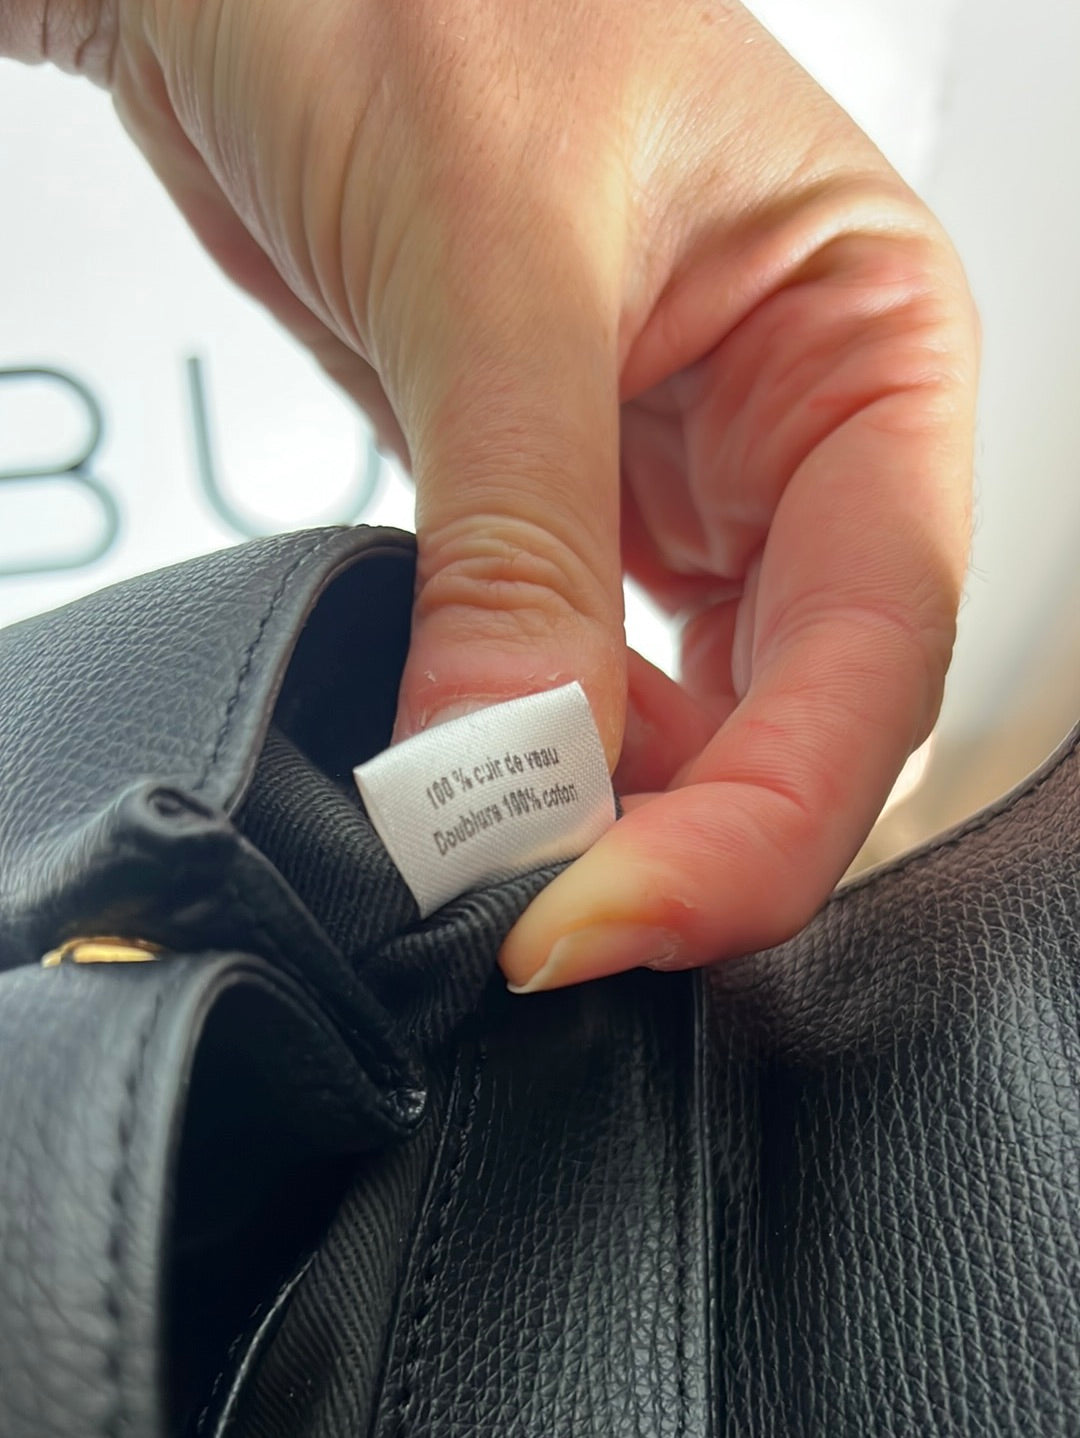 BU
100 % cuir de veau
Doublure 100% coton